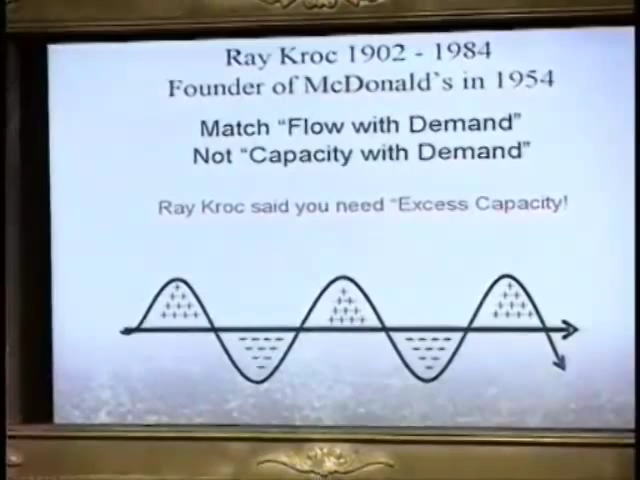 Ray Kroc 1902 - 1984
Founder of McDonald's in 1954
Match “Flow with Demand”
Not “Capacity with Demand”
Ray Kroc said you need “Excess Capacity!